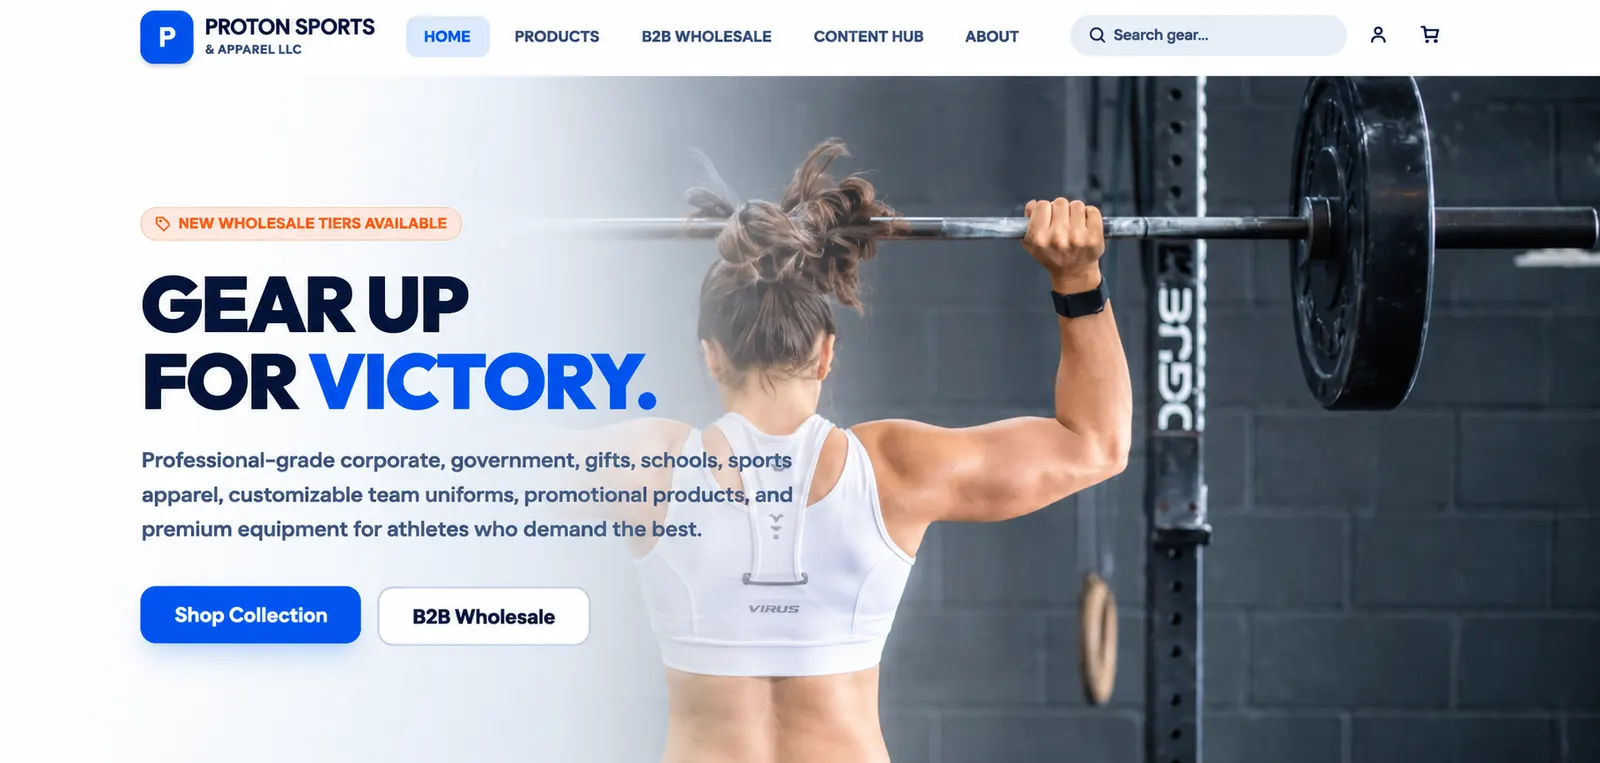 P
PROTON SPORTS
& APPAREL LLC
HOME
PRODUCTS
B2B WHOLESALE
CONTENT HUB
ABOUT
Search gear...
NEW WHOLESALE TIERS AVAILABLE
GEAR UP
FOR VICTORY.
Professional-grade corporate, government, gifts, schools, sports
apparel, customizable team uniforms, promotional products, and
premium equipment for athletes who demand the best.
Shop Collection
B2B Wholesale
VIRUS